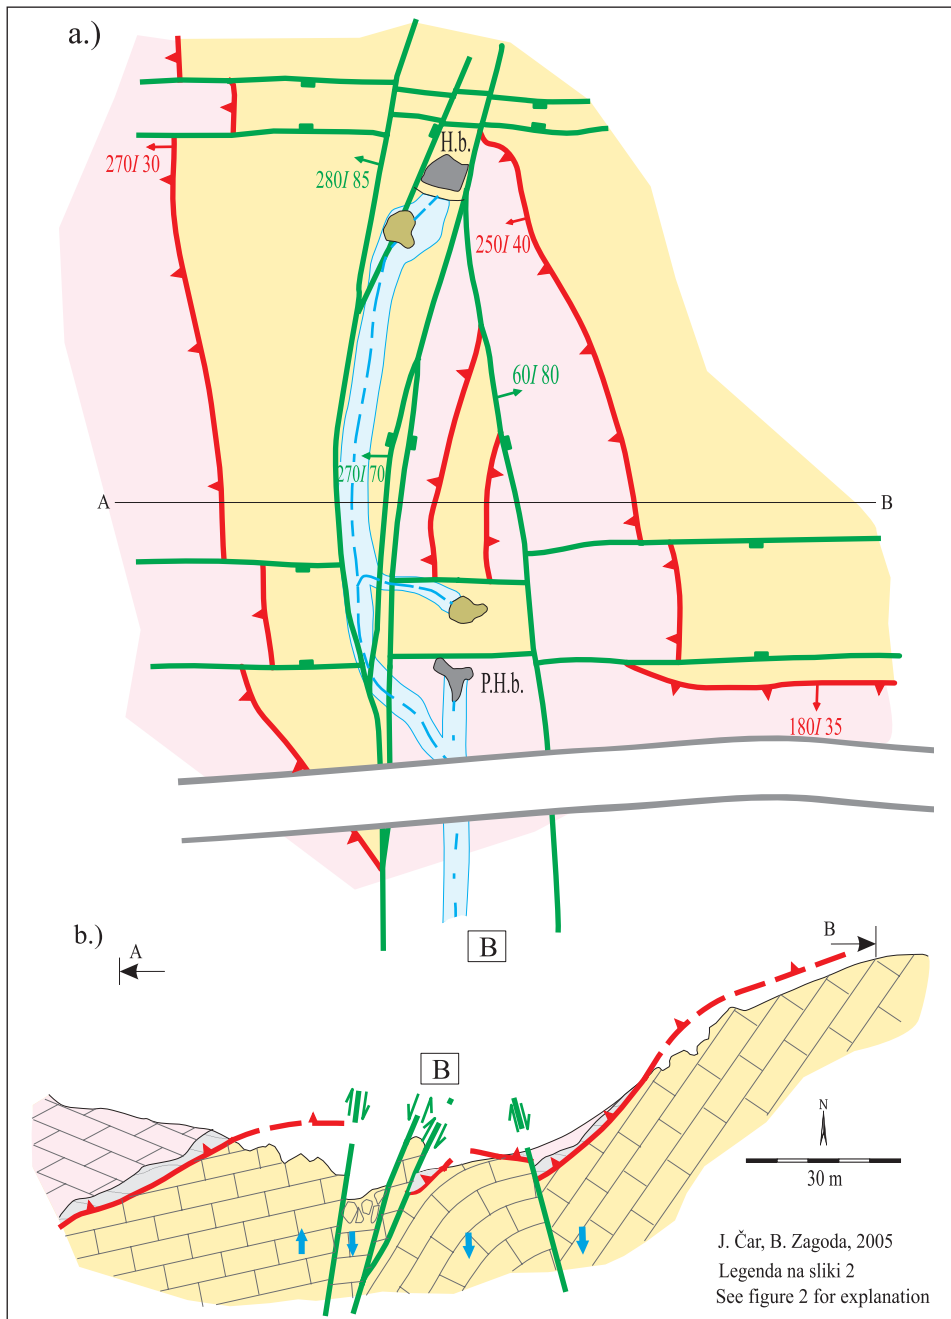 a.)
H.b.
270/30
280/85
250/40
60/80
270/70
A
B
P.H.b.
180/35
B
b.)
A
B
B
N
30 m
J. Čar, B. Zagoda, 2005
Legenda na sliki 2
See figure 2 for explanation